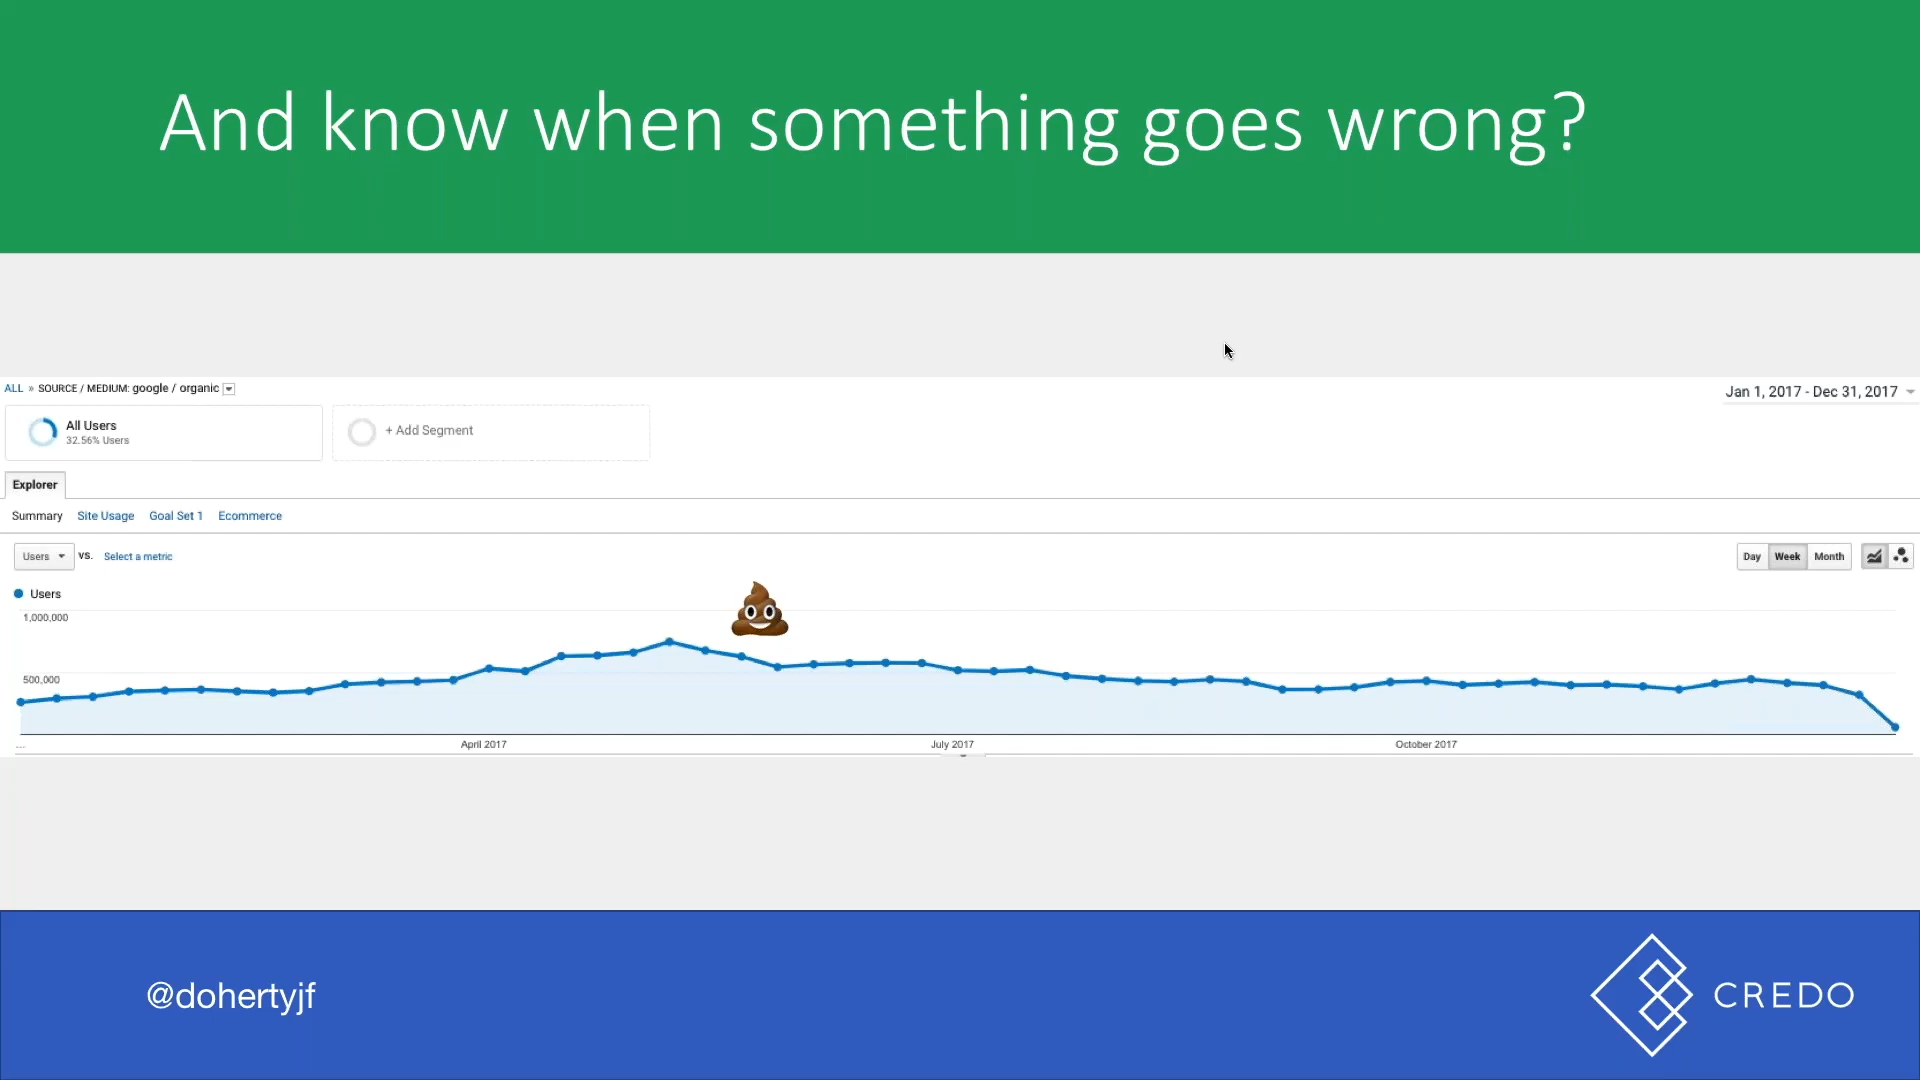 And know when something goes wrong?
ALL » SOURCE / MEDIUM: google / organic
Jan 1, 2017 - Dec 31, 2017
All Users
32.56% Users
+ Add Segment
Explorer
Summary Site Usage Goal Set 1 Ecommerce
Users vs. Select a metric
Day Week Month
Users
1,000,000
500,000
... April 2017 July 2017 October 2017
@dohertyjf
CREDO